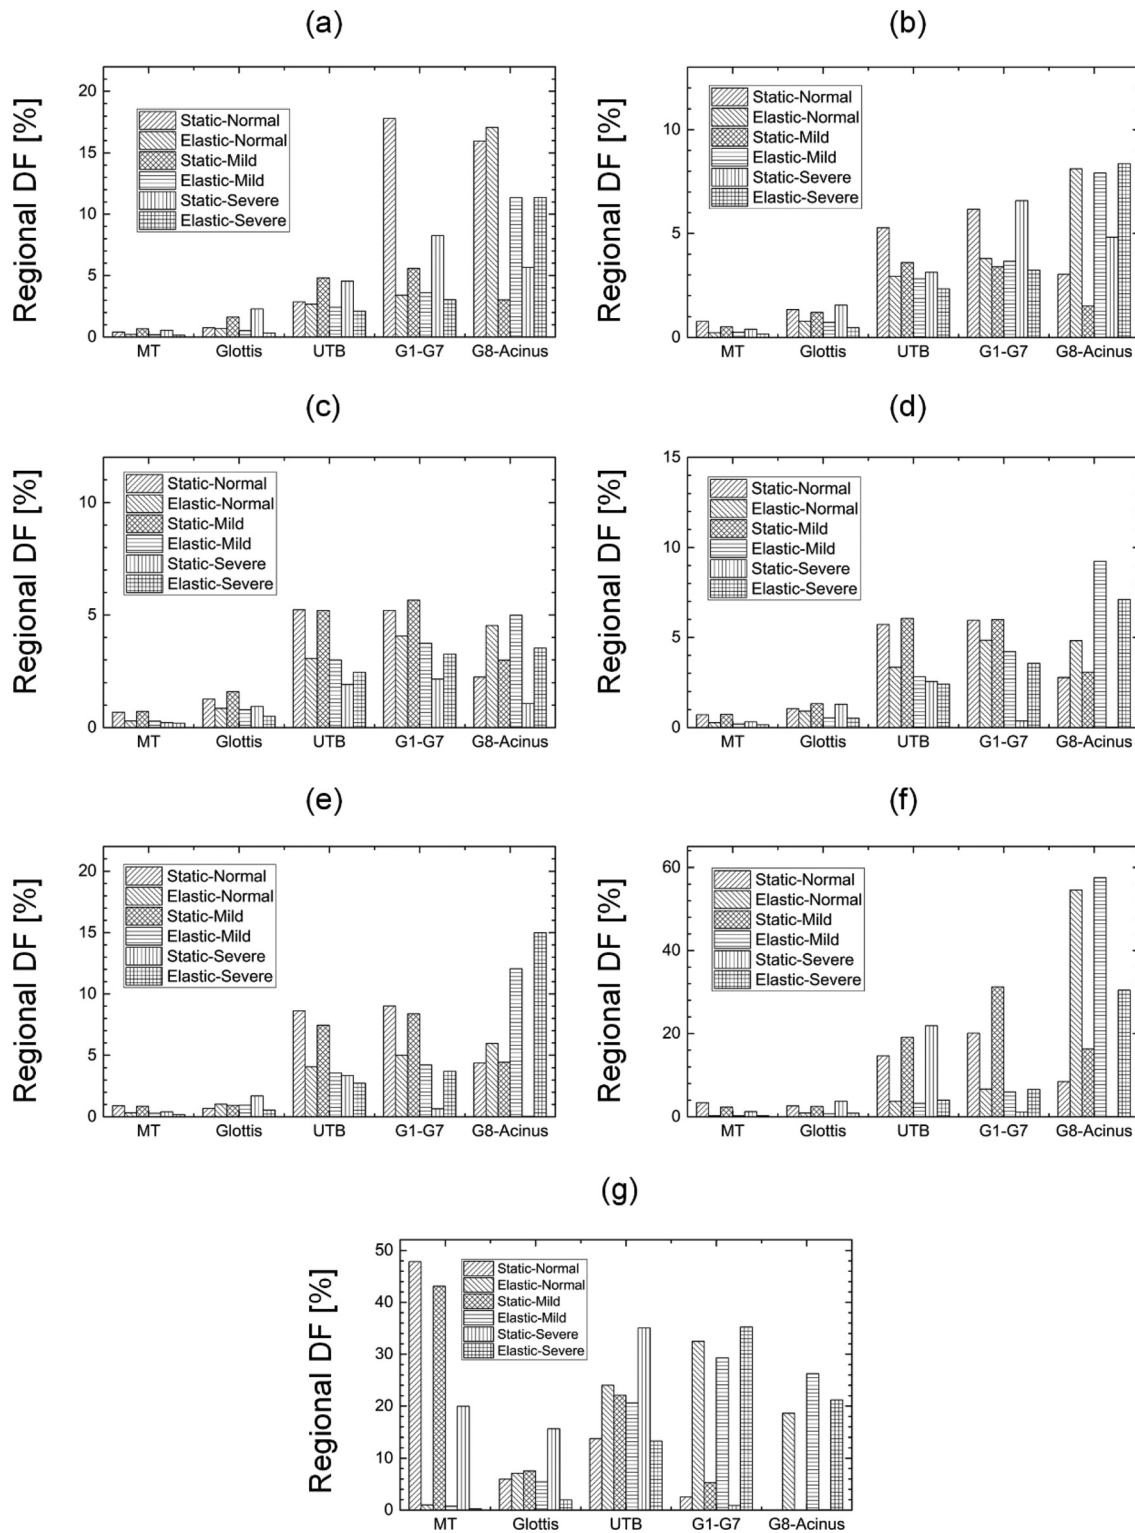 (a)
Regional DF [%]
20
15
10
5
0
Static-Normal
Elastic-Normal
Static-Mild
Elastic-Mild
Static-Severe
Elastic-Severe
MT Glottis UTB G1-G7 G8-Acinus
(b)
Regional DF [%]
10
5
0
Static-Normal
Elastic-Normal
Static-Mild
Elastic-Mild
Static-Severe
Elastic-Severe
MT Glottis UTB G1-G7 G8-Acinus
(c)
Regional DF [%]
10
5
0
Static-Normal
Elastic-Normal
Static-Mild
Elastic-Mild
Static-Severe
Elastic-Severe
MT Glottis UTB G1-G7 G8-Acinus
(d)
Regional DF [%]
15
10
5
0
Static-Normal
Elastic-Normal
Static-Mild
Elastic-Mild
Static-Severe
Elastic-Severe
MT Glottis UTB G1-G7 G8-Acinus
(e)
Regional DF [%]
20
15
10
5
0
Static-Normal
Elastic-Normal
Static-Mild
Elastic-Mild
Static-Severe
Elastic-Severe
MT Glottis UTB G1-G7 G8-Acinus
(f)
Regional DF [%]
60
40
20
0
Static-Normal
Elastic-Normal
Static-Mild
Elastic-Mild
Static-Severe
Elastic-Severe
MT Glottis UTB G1-G7 G8-Acinus
(g)
Regional DF [%]
50
40
30
20
10
0
Static-Normal
Elastic-Normal
Static-Mild
Elastic-Mild
Static-Severe
Elastic-Severe
MT Glottis UTB G1-G7 G8-Acinus